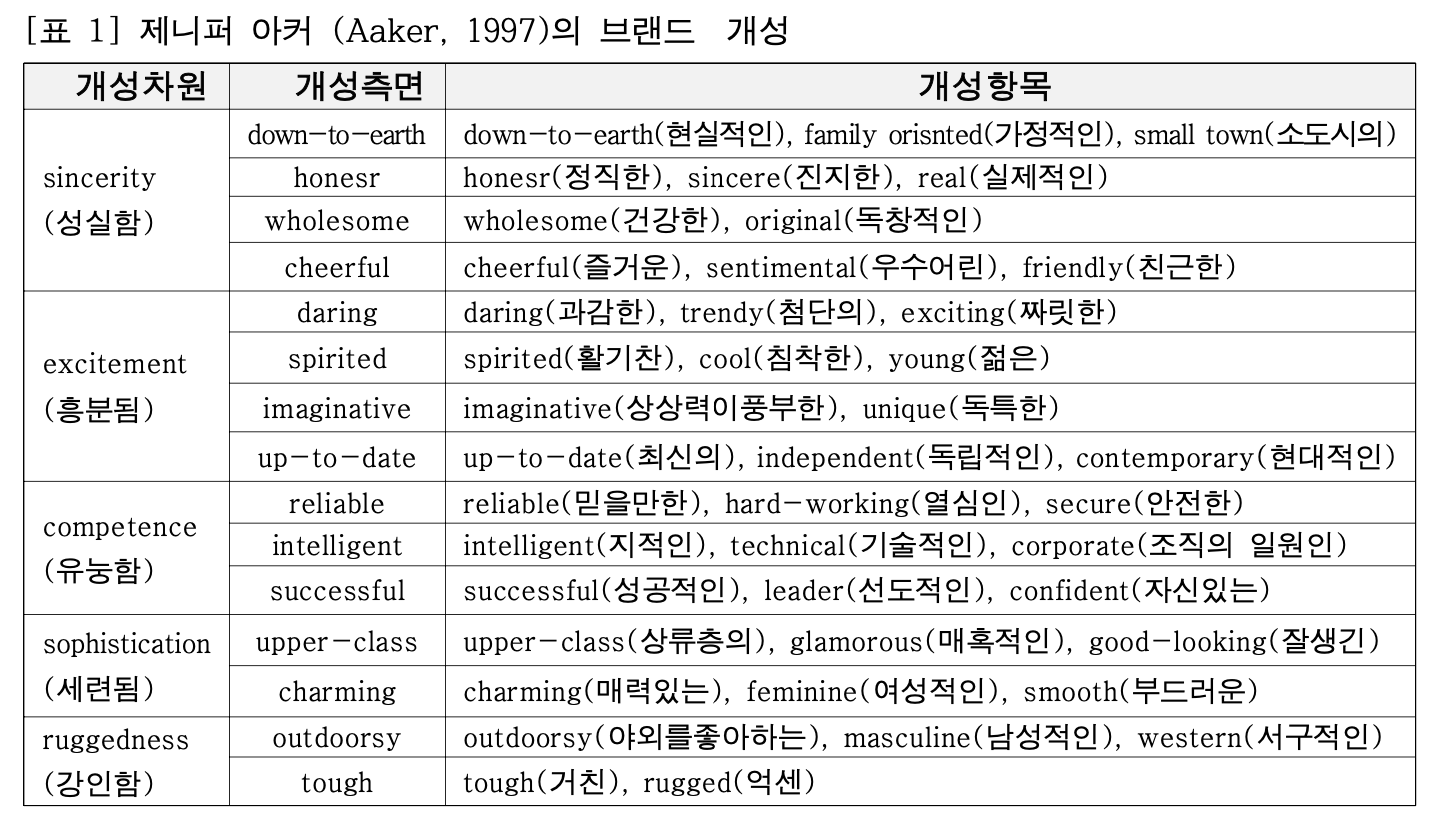 [표 1] 제니퍼 아커 (Aaker, 1997)의 브랜드 개성
개성차원 개성측면 개성항목
sincerity
(성실함)
down-to-earth down-to-earth(현실적인), family orisnted(가정적인), small town(소도시의)
honesr honesr(정직한), sincere(진지한), real(실제적인)
wholesome wholesome(건강한), original(독창적인)
cheerful cheerful(즐거운), sentimental(우수어린), friendly(친근한)
excitement
(흥분됨)
daring daring(과감한), trendy(첨단의), exciting(짜릿한)
spirited spirited(활기찬), cool(침착한), young(젊은)
imaginative imaginative(상상력이풍부한), unique(독특한)
up-to-date up-to-date(최신의), independent(독립적인), contemporary(현대적인)
competence
(유눙함)
reliable reliable(믿을만한), hard-working(열심인), secure(안전한)
intelligent intelligent(지적인), technical(기술적인), corporate(조직의 일원인)
successful successful(성공적인), leader(선도적인), confident(자신있는)
sophistication
(세련됨)
upper-class upper-class(상류층의), glamorous(매혹적인), good-looking(잘생긴)
charming charming(매력있는), feminine(여성적인), smooth(부드러운)
ruggedness
(강인함)
outdoorsy outdoorsy(야외를좋아하는), masculine(남성적인), western(서구적인)
tough tough(거친), rugged(억센)